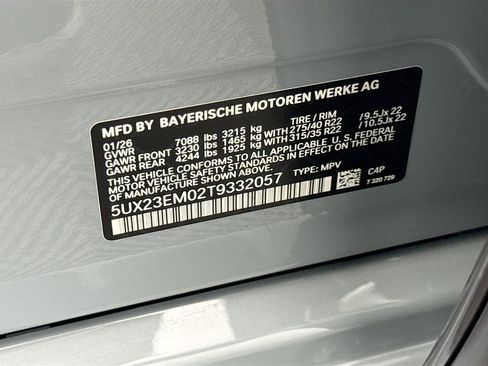 MFD BY BAYERISCHE MOTOREN WERKE AG
01/26 TIRE / RIM
GVWR 7088 lbs 3215 kg
GAWR FRONT 3230 lbs 1465 kg WITH 275/40 R22 / 9.5Jx 22
GAWR REAR 4244 lbs 1925 kg WITH 315/35 R22 / 10.5Jx 22
THIS VEHICLE CONFORMS TO ALL APPLICABLE U.S. FEDERAL
MOTOR VEHICLE SAFETY STANDARDS IN EFFECT ON THE DATE OF
MANUFACTURE SHOWN ABOVE.
5UX23EM02T9332057 TYPE: MPV C4P
7 320 729